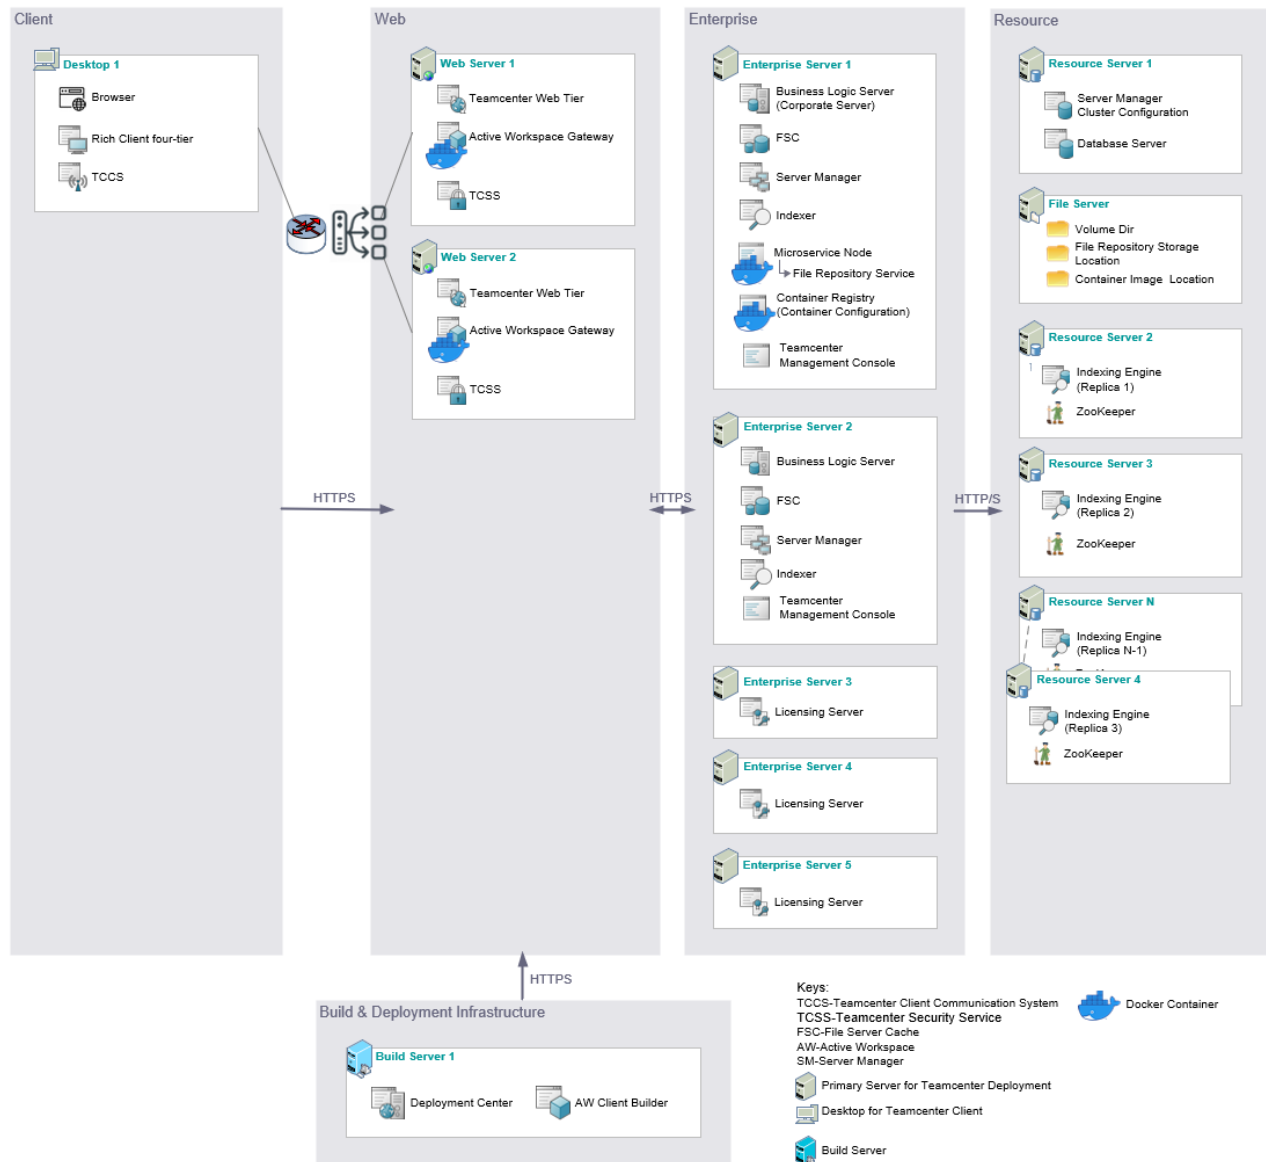 Client
Desktop 1
Browser
Rich Client four-tier
TCCS
Web
Web Server 1
Teamcenter Web Tier
Active Workspace Gateway
TCSS
Web Server 2
Teamcenter Web Tier
Active Workspace Gateway
TCSS
HTTPS
HTTPS
Enterprise
Enterprise Server 1
Business Logic Server
(Corporate Server)
FSC
Server Manager
Indexer
Microservice Node
File Repository Service
Container Registry
(Container Configuration)
Teamcenter
Management Console
Enterprise Server 2
Business Logic Server
FSC
Server Manager
Indexer
Teamcenter
Management Console
Enterprise Server 3
Licensing Server
Enterprise Server 4
Licensing Server
Enterprise Server 5
Licensing Server
HTTP/S
Resource
Resource Server 1
Server Manager
Cluster Configuration
Database Server
File Server
Volume Dir
File Repository Storage
Location
Container Image Location
Resource Server 2
1
Indexing Engine
(Replica 1)
ZooKeeper
Resource Server 3
Indexing Engine
(Replica 2)
ZooKeeper
Resource Server N
Indexing Engine
(Replica N-1)
Resource Server 4
Indexing Engine
(Replica 3)
ZooKeeper
HTTPS
Build & Deployment Infrastructure
Build Server 1
Deployment Center
AW Client Builder
Keys:
TCCS-Teamcenter Client Communication System
TCSS-Teamcenter Security Service
FSC-File Server Cache
AW-Active Workspace
SM-Server Manager
Docker Container
Primary Server for Teamcenter Deployment
Desktop for Teamcenter Client
Build Server